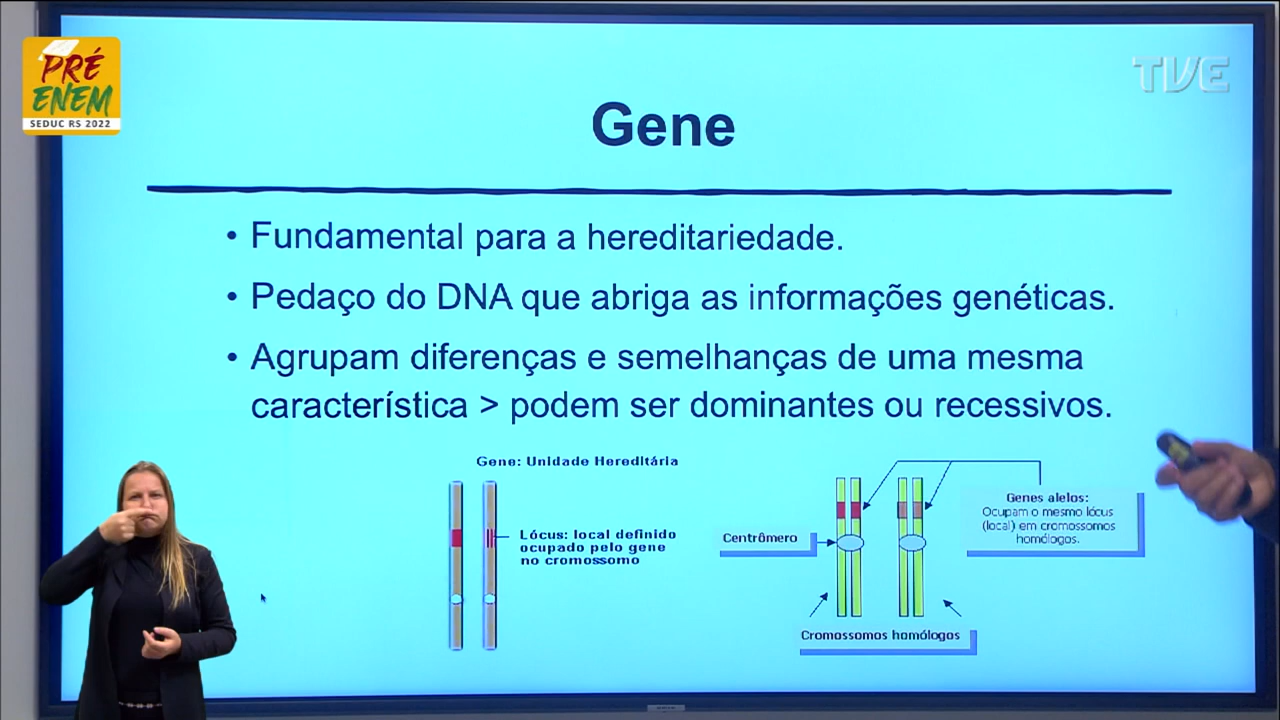 PRÉ
ENEM
SEDUC RS 2022
TVE
Gene
• Fundamental para a hereditariedade.
• Pedaço do DNA que abriga as informações genéticas.
• Agrupam diferenças e semelhanças de uma mesma
característica > podem ser dominantes ou recessivos.
Gene: Unidade Hereditária
Lócus: local definido
ocupado pelo gene
no cromossomo
Centrômero
Genes alelos:
Ocupam o mesmo lócus
(local) em cromossomos
homólogos.
Cromossomos homólogos